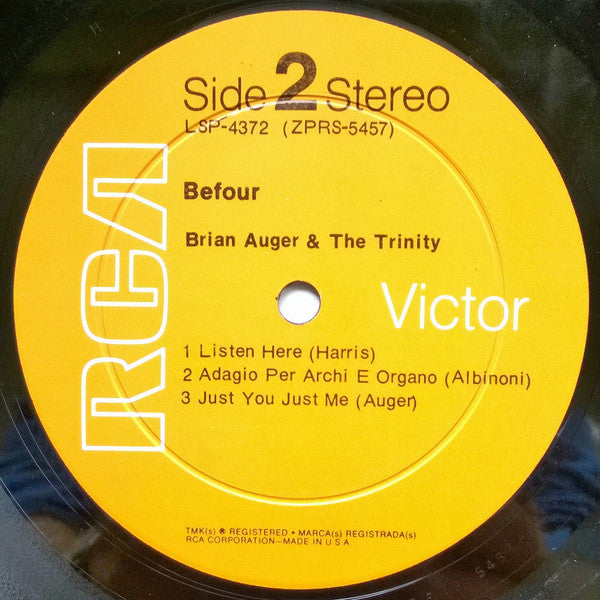 Side 2 Stereo
LSP-4372 (ZPRS-5457)
Befour
Brian Auger & The Trinity
RCA
Victor
1 Listen Here (Harris)
2 Adagio Per Archi E Organo (Albinoni)
3 Just You Just Me (Auger)
TMK(s) ® REGISTERED • MARCA(s) REGISTRADA(s)
RCA CORPORATION—MADE IN U.S.A.